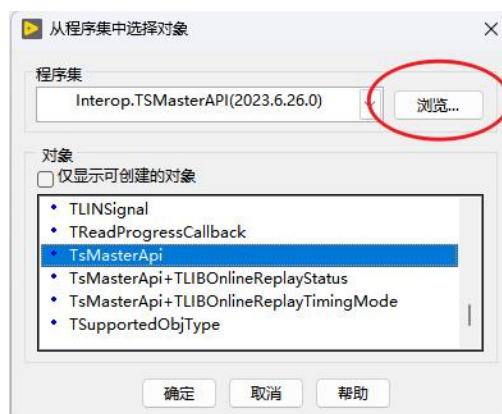 从程序集中选择对象
程序集
Interop.TSMasterAPI(2023.6.26.0)
浏览...
对象
仅显示可创建的对象
TLINSignal
TReadProgressCallback
TsMasterApi
TsMasterApi+TLIBOnlineReplayStatus
TsMasterApi+TLIBOnlineReplayTimingMode
TSupportedObjType
确定 取消 帮助